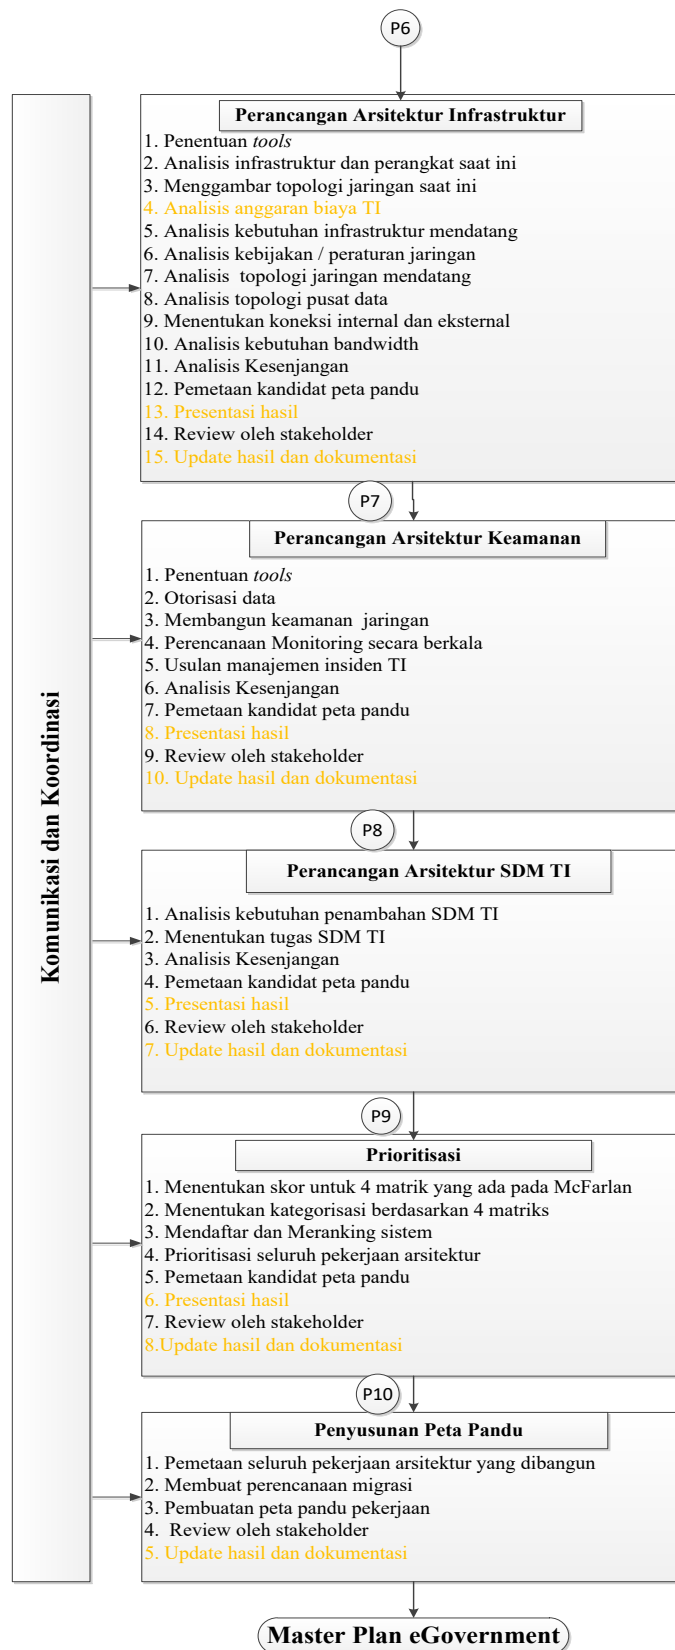 P6
Perancangan Arsitektur Infrastruktur
1. Penentuan tools
2. Analisis infrastruktur dan perangkat saat ini
3. Menggambar topologi jaringan saat ini
4. Analisis anggaran biaya TI
5. Analisis kebutuhan infrastruktur mendatang
6. Analisis kebijakan / peraturan jaringan
7. Analisis topologi jaringan mendatang
8. Analisis topologi pusat data
9. Menentukan koneksi internal dan eksternal
10. Analisis kebutuhan bandwidth
11. Analisis Kesenjangan
12. Pemetaan kandidat peta pandu
13. Presentasi hasil
14. Review oleh stakeholder
15. Update hasil dan dokumentasi
P7
Perancangan Arsitektur Keamanan
1. Penentuan tools
2. Otorisasi data
3. Membangun keamanan jaringan
4. Perencanaan Monitoring secara berkala
5. Usulan manajemen insiden TI
6. Analisis Kesenjangan
7. Pemetaan kandidat peta pandu
8. Presentasi hasil
9. Review oleh stakeholder
10. Update hasil dan dokumentasi
Komunikasi dan Koordinasi
P8
Perancangan Arsitektur SDM TI
1. Analisis kebutuhan penambahan SDM TI
2. Menentukan tugas SDM TI
3. Analisis Kesenjangan
4. Pemetaan kandidat peta pandu
5. Presentasi hasil
6. Review oleh stakeholder
7. Update hasil dan dokumentasi
P9
Prioritisasi
1. Menentukan skor untuk 4 matrik yang ada pada McFarlan
2. Menentukan kategorisasi berdasarkan 4 matriks
3. Mendaftar dan Meranking sistem
4. Prioritisasi seluruh pekerjaan arsitektur
5. Pemetaan kandidat peta pandu
6. Presentasi hasil
7. Review oleh stakeholder
8.Update hasil dan dokumentasi
P10
Penyusunan Peta Pandu
1. Pemetaan seluruh pekerjaan arsitektur yang dibangun
2. Membuat perencanaan migrasi
3. Pembuatan peta pandu pekerjaan
4. Review oleh stakeholder
5. Update hasil dan dokumentasi
Master Plan eGovernment